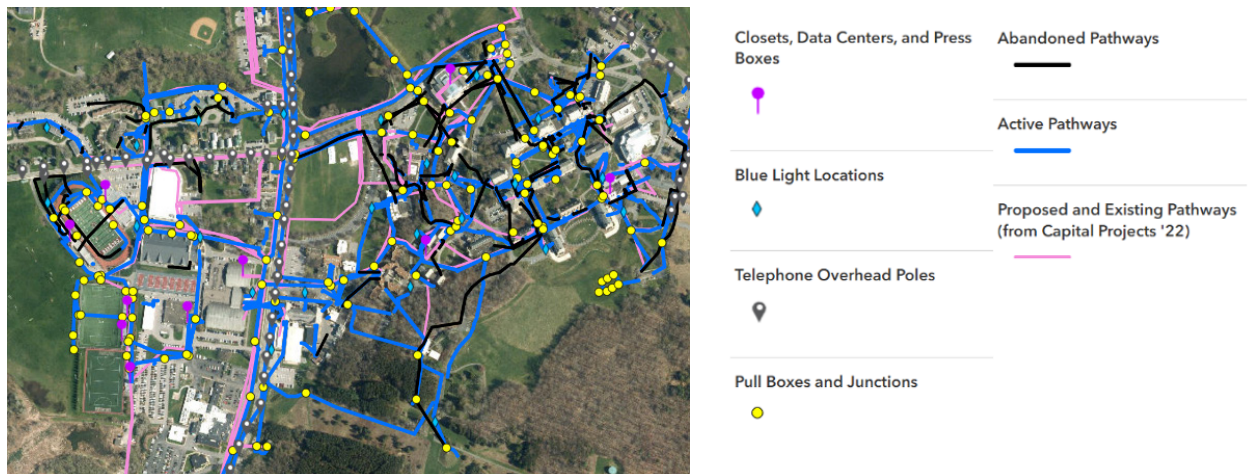 Closets, Data Centers, and Press
Boxes
Blue Light Locations
Telephone Overhead Poles
Pull Boxes and Junctions
Abandoned Pathways
Active Pathways
Proposed and Existing Pathways
(from Capital Projects '22)